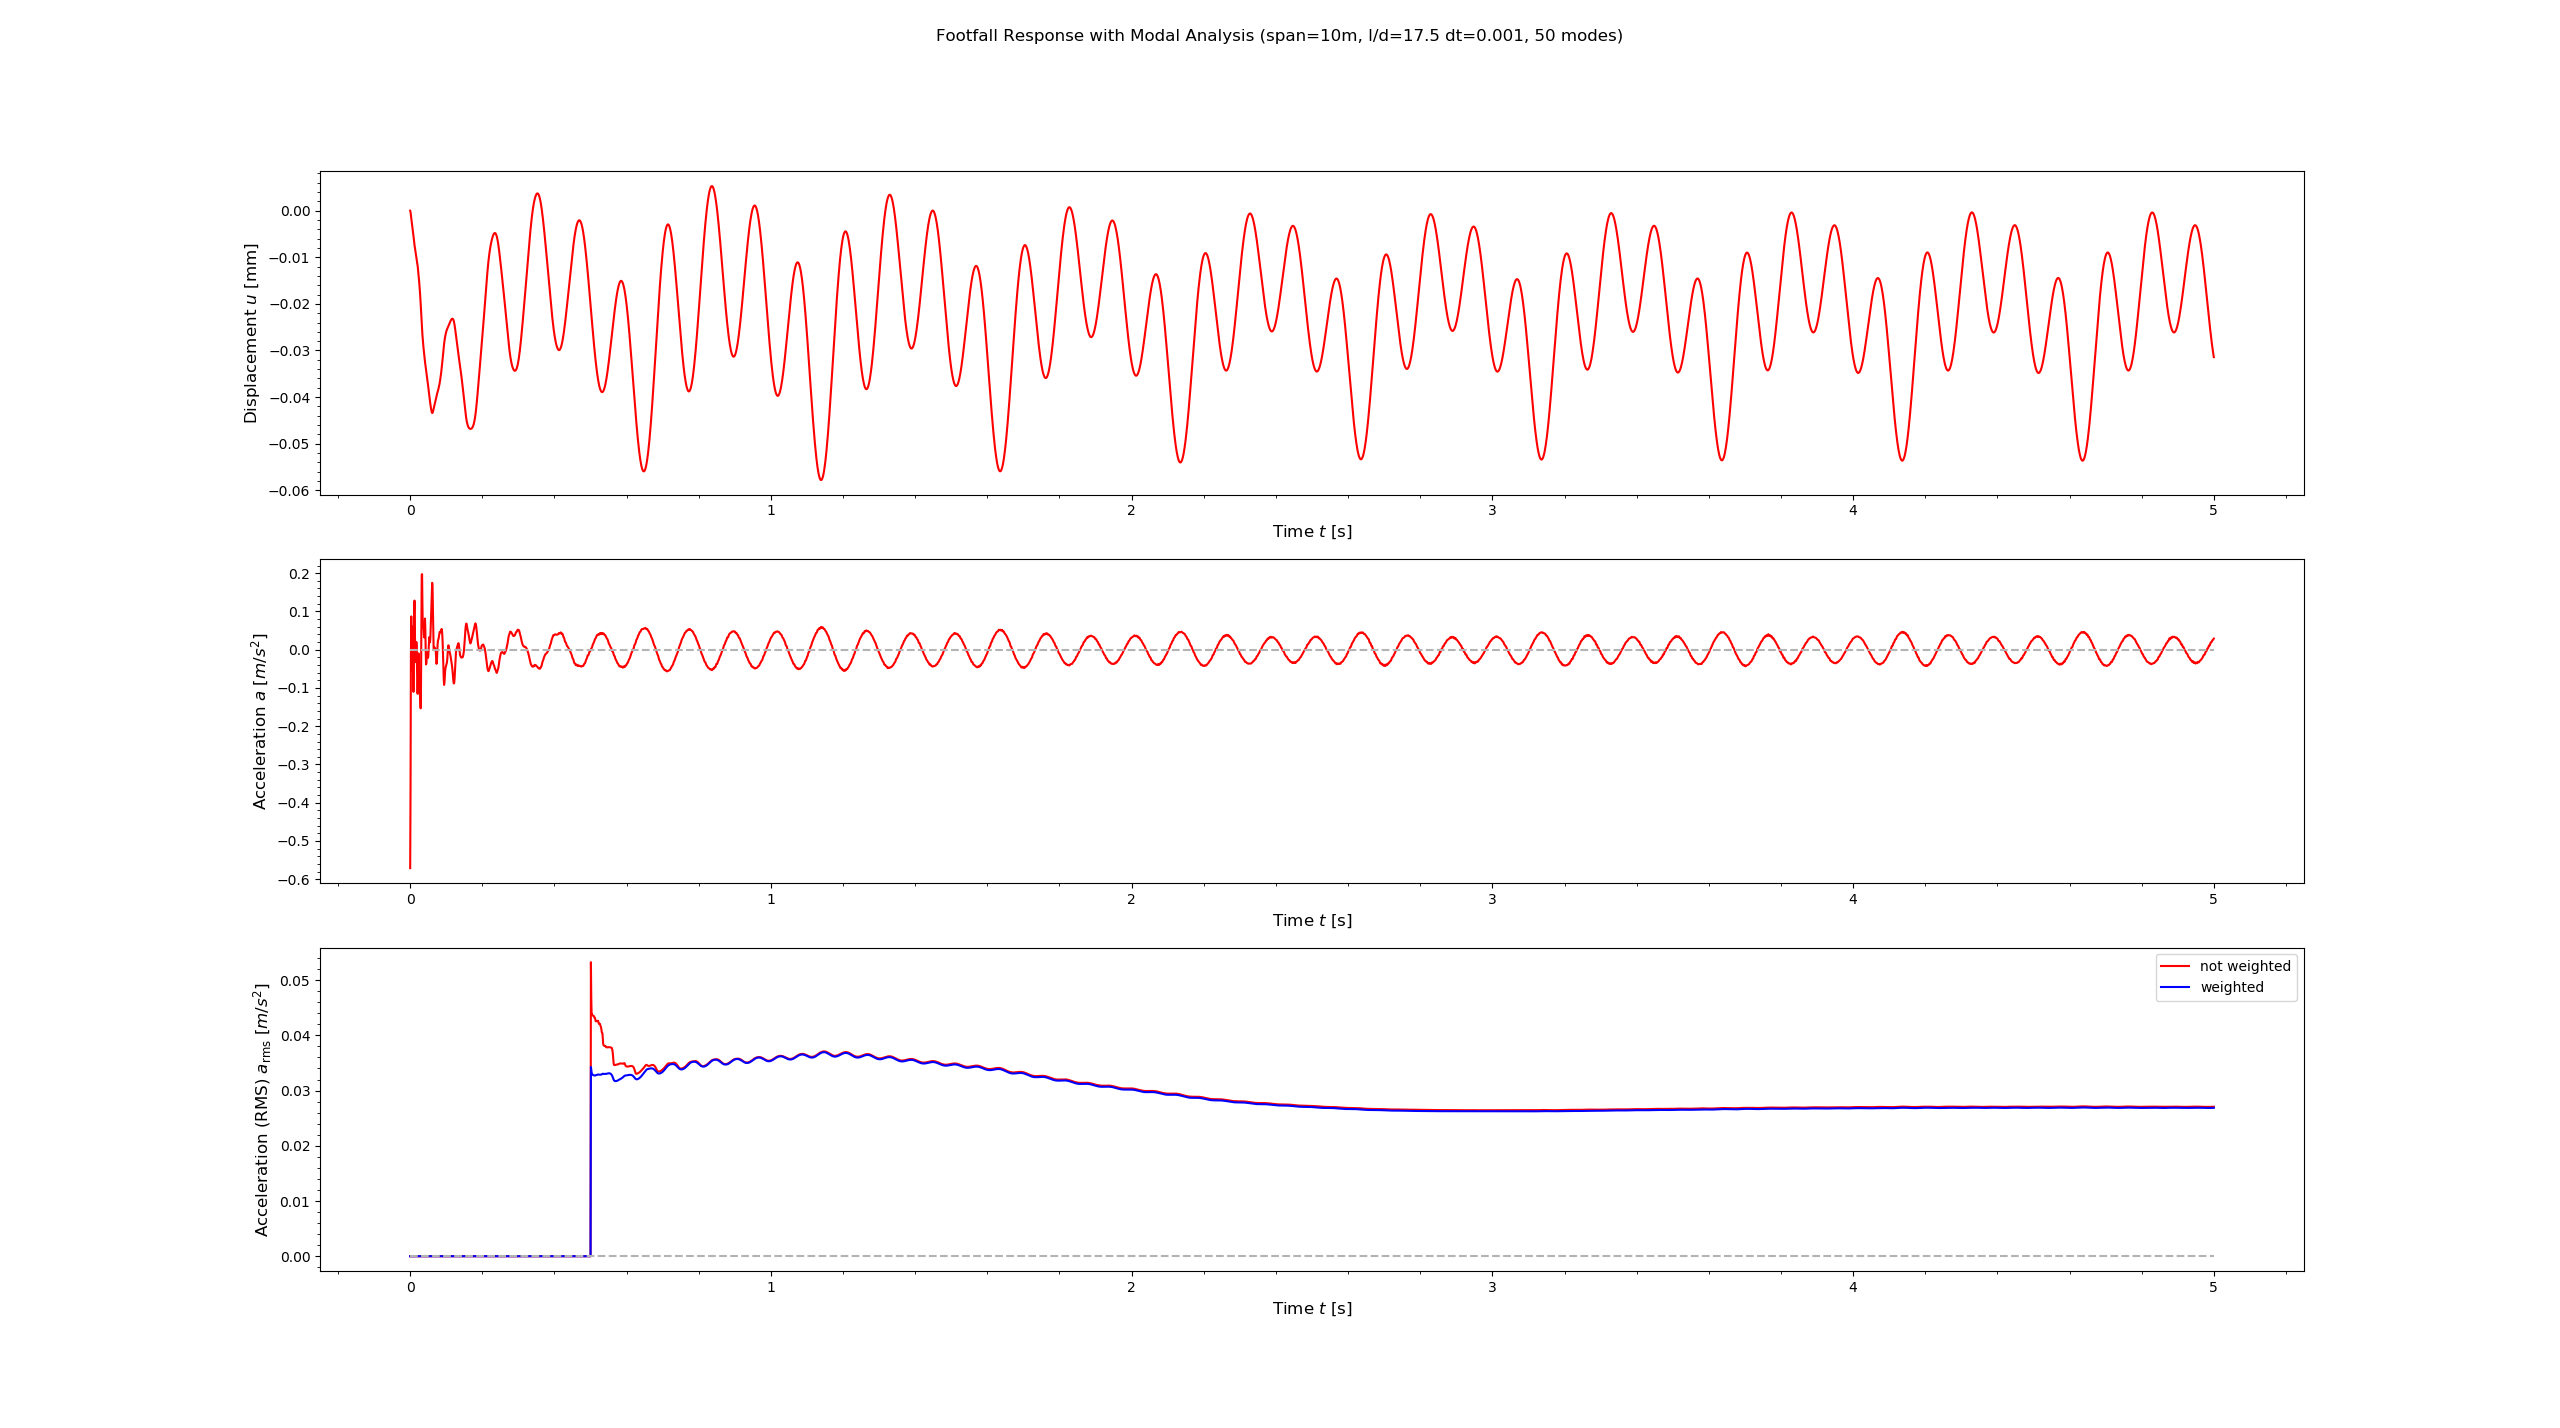 Footfall Response with Modal Analysis (span=10m, l/d=17.5 dt=0.001, 50 modes)
Displacement u [mm]
0.00
−0.01
−0.02
−0.03
−0.04
−0.05
−0.06
0 1 2 3 4 5
Time t [s]
Acceleration a [m/s²]
0.2
0.1
0.0
−0.1
−0.2
−0.3
−0.4
−0.5
−0.6
0 1 2 3 4 5
Time t [s]
Acceleration (RMS) a_rms [m/s²]
0.05
0.04
0.03
0.02
0.01
0.00
not weighted
weighted
0 1 2 3 4 5
Time t [s]